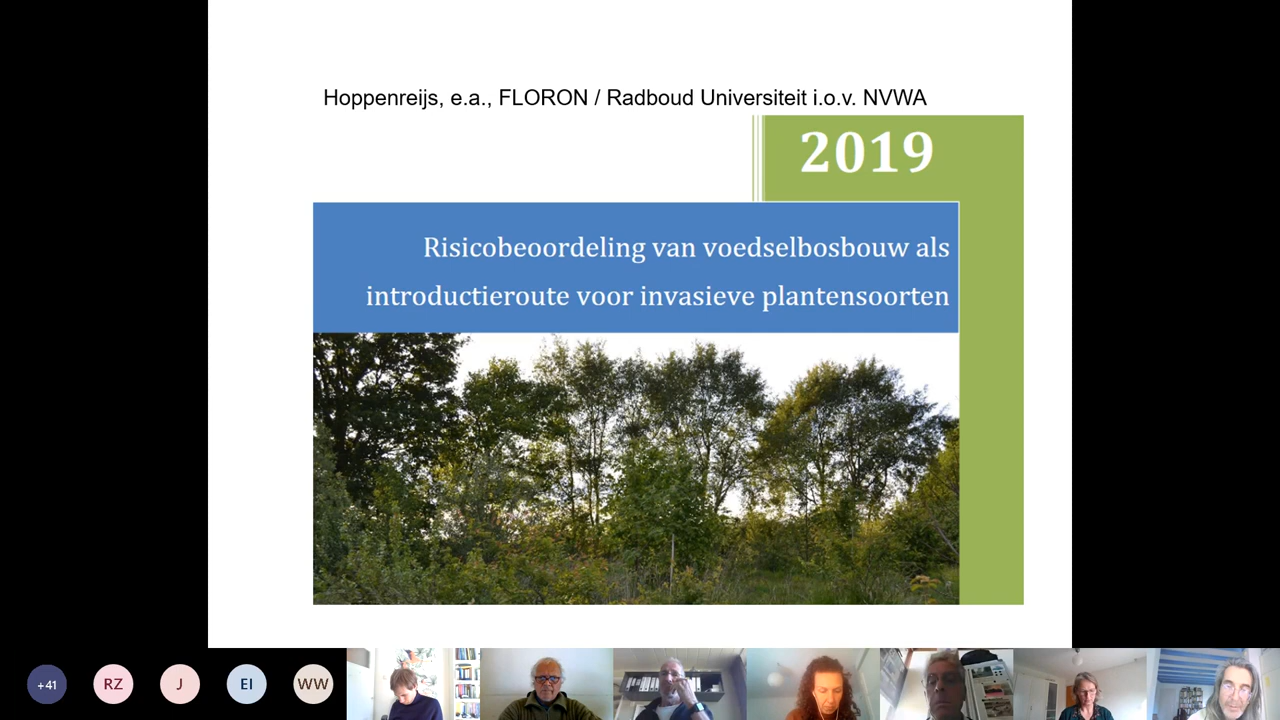 Hoppenreijs, e.a., FLORON / Radboud Universiteit i.o.v. NVWA
2019
Risicobeoordeling van voedselbosbouw als
introductieroute voor invasieve plantensoorten
+41
RZ
J
EI
WW